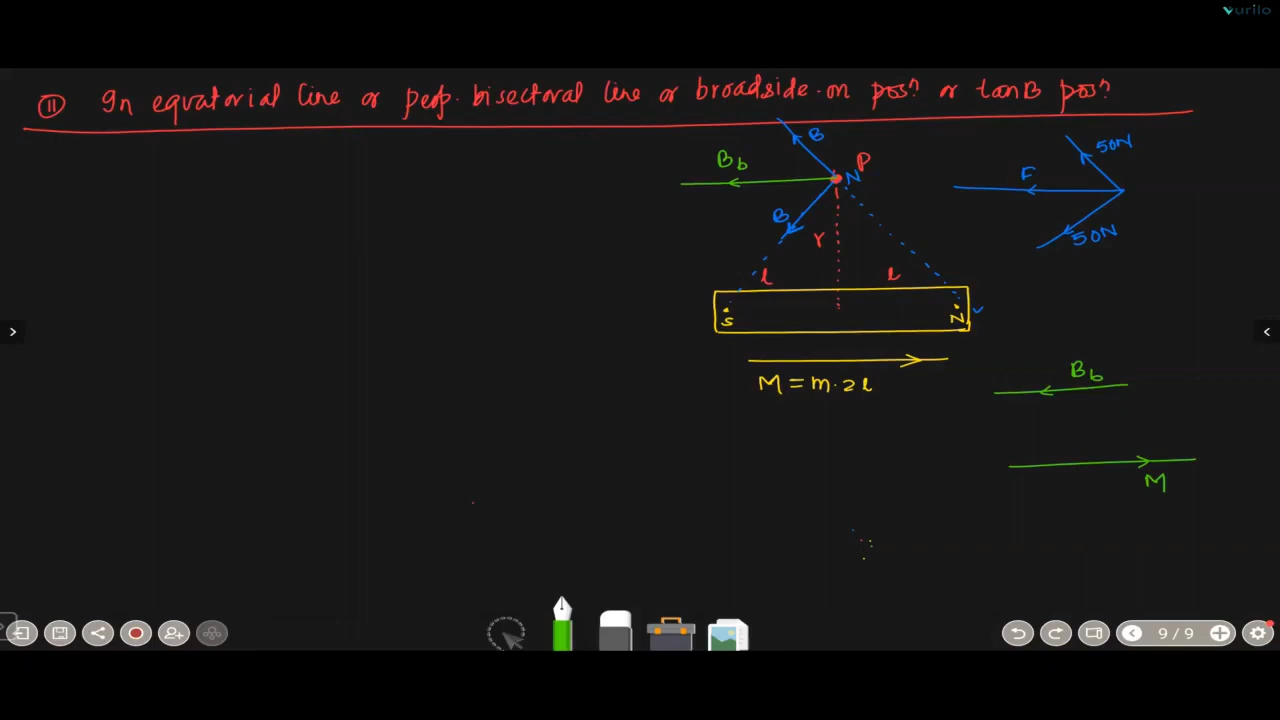 Vurilo
II In equatorial line or perp. bisectoral line or broadside-on posn or tanB posn
B
Bb
P
N
50N
F
B
r
50N
l
l
S
N
M = m.2l
Bb
M
9/9